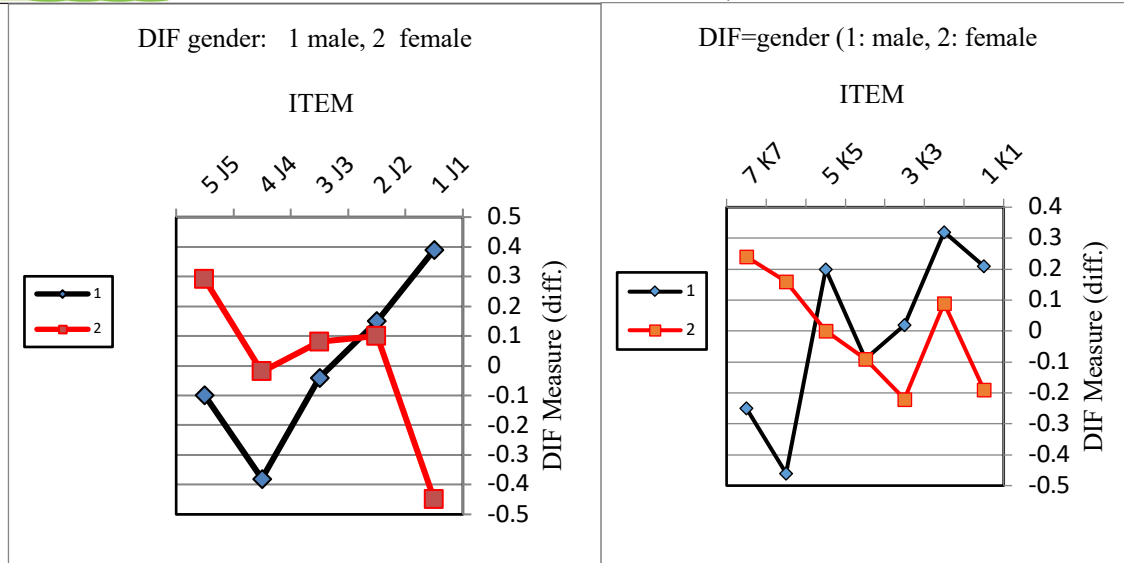 DIF gender: 1 male, 2 female
ITEM
5 J5
4 J4
3 J3
2 J2
1 J1
0.5
0.4
0.3
0.2
0.1
0
-0.1
-0.2
-0.3
-0.4
-0.5
DIF Measure (diff.)
1
2
DIF=gender (1: male, 2: female
ITEM
7 K7
5 K5
3 K3
1 K1
0.4
0.3
0.2
0.1
0
-0.1
-0.2
-0.3
-0.4
-0.5
DIF Measure (diff.)
1
2